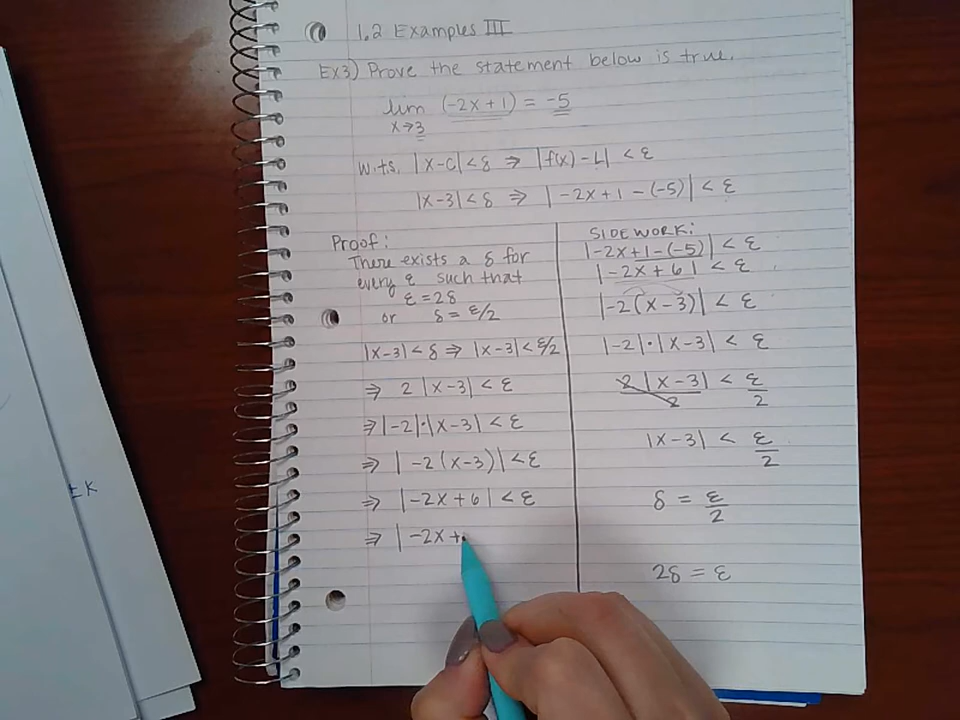 1.2 Examples III
Ex3) Prove the statement below is true.
lim (-2x+1) = -5
x→3
w.t.s. |x-c|<δ ⇒ |f(x)-L| <ε
|x-3|<δ ⇒ |-2x+1-(-5)| < ε
Proof:
There exists a δ for
every ε such that
ε = 2δ
or δ = ε/2
|x-3|<δ ⇒ |x-3|<ε/2
⇒ 2|x-3| < ε
⇒ |-2|·|x-3| < ε
⇒ |-2(x-3)| < ε
⇒ |-2x+6| < ε
⇒ |-2x+
SIDEWORK:
|-2x+1-(-5)| < ε
|-2x+6| < ε
|-2(x-3)| < ε
|-2|·|x-3| < ε
2|x-3| < ε
2 2
|x-3| < ε
2
δ = ε
2
2δ = ε
EK